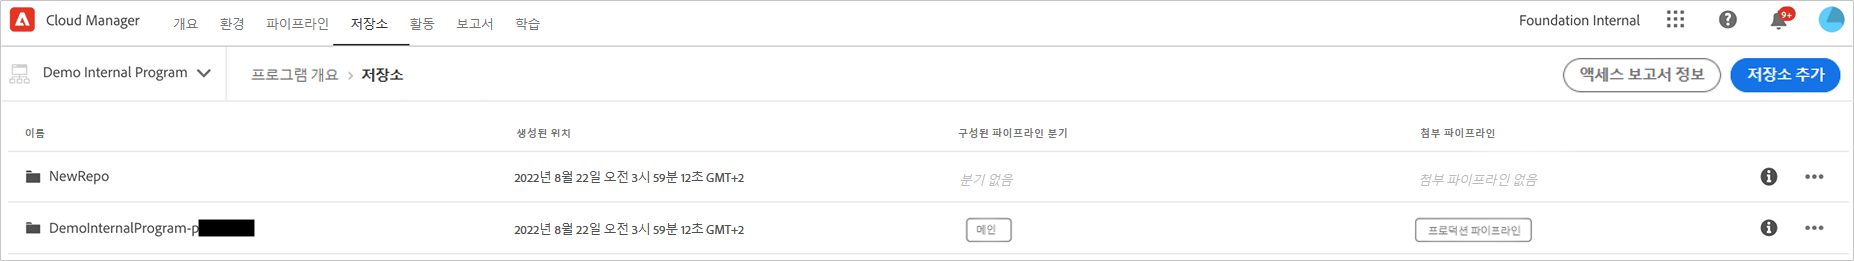 Cloud Manager 개요 환경 파이프라인 저장소 활동 보고서 학습 Foundation Internal 9+
Demo Internal Program 프로그램 개요 > 저장소 액세스 보고서 정보 저장소 추가
이름 생성된 위치 구성된 파이프라인 분기 첨부 파이프라인
NewRepo 2022년 8월 22일 오전 3시 59분 12초 GMT+2 분기 없음 첨부 파이프라인 없음
DemoInternalProgram-p 2022년 8월 22일 오전 3시 59분 12초 GMT+2 메인 프로덕션 파이프라인